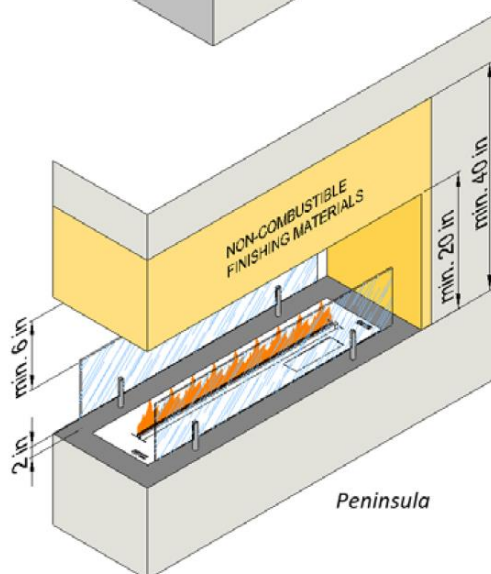 NON-COMBUSTIBLE
FINISHING MATERIALS
min. 40 in
min. 20 in
min. 6 in
2 in
Peninsula